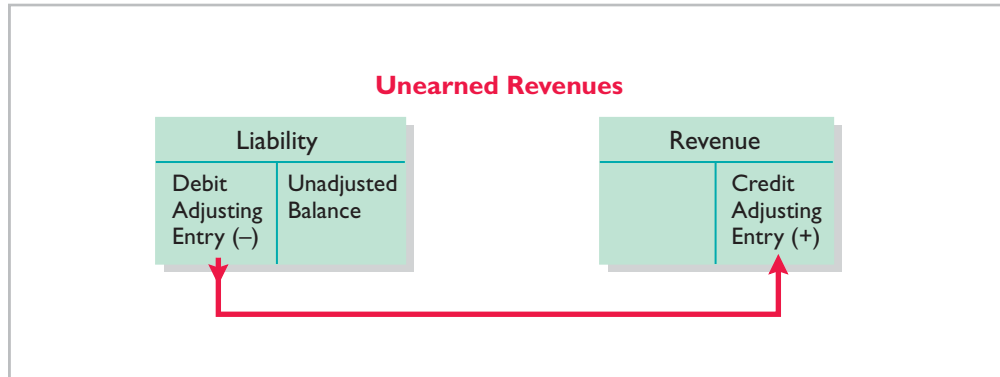 Unearned Revenues
Liability
Debit
Adjusting
Entry (–)
Unadjusted
Balance
Revenue
Credit
Adjusting
Entry (+)